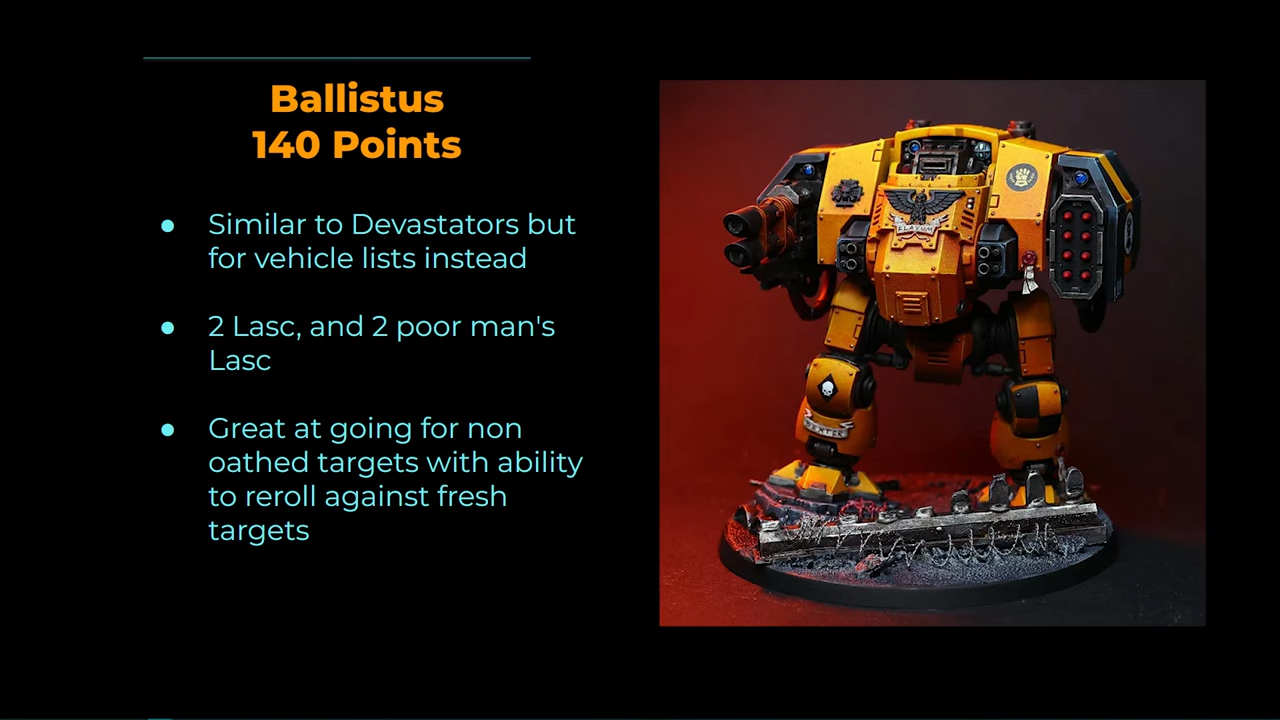 Ballistus
140 Points
● Similar to Devastators but
for vehicle lists instead
● 2 Lasc, and 2 poor man's
Lasc
● Great at going for non
oathed targets with ability
to reroll against fresh
targets
DEXTER